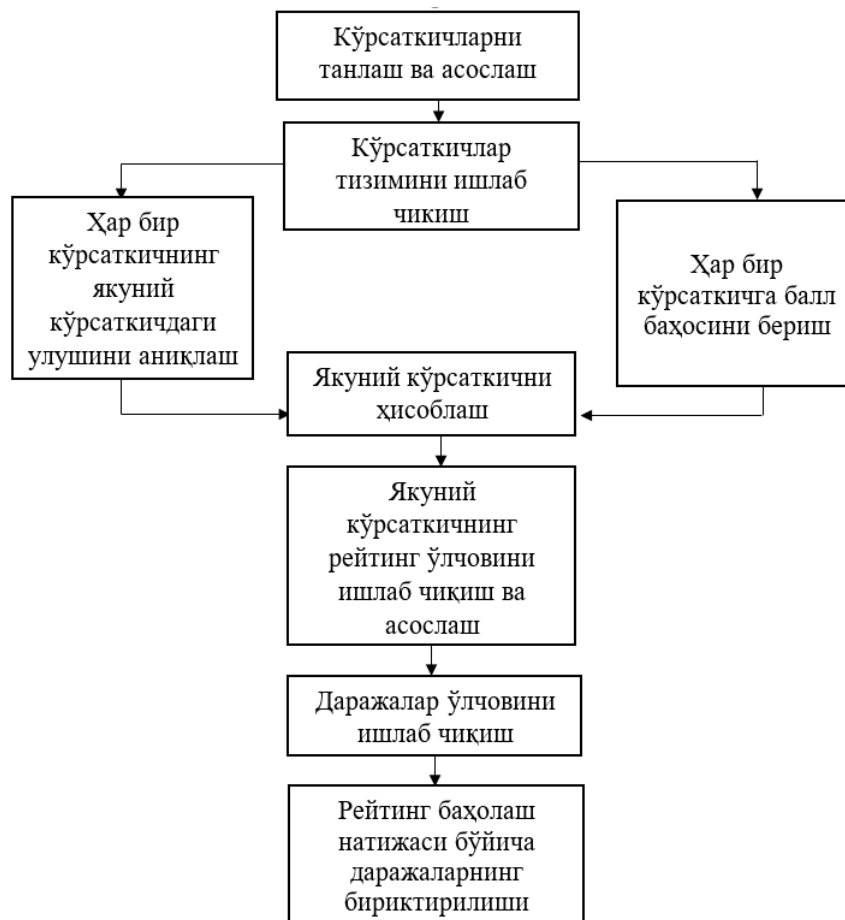 Кўрсаткичларни
танлаш ва асослаш
Кўрсаткичлар
тизимини ишлаб
чикиш
Ҳар бир
кўрсаткичнинг
якуний
кўрсаткичдаги
улушини аниқлаш
Ҳар бир
кўрсаткичга балл
баҳосини бериш
Якуний кўрсаткични
ҳисоблаш
Якуний
кўрсаткичнинг
рейтинг ўлчовини
ишлаб чиқиш ва
асослаш
Даражалар ўлчовини
ишлаб чиқиш
Рейтинг баҳолаш
натижаси бўйича
даражаларнинг
бириктирилиши